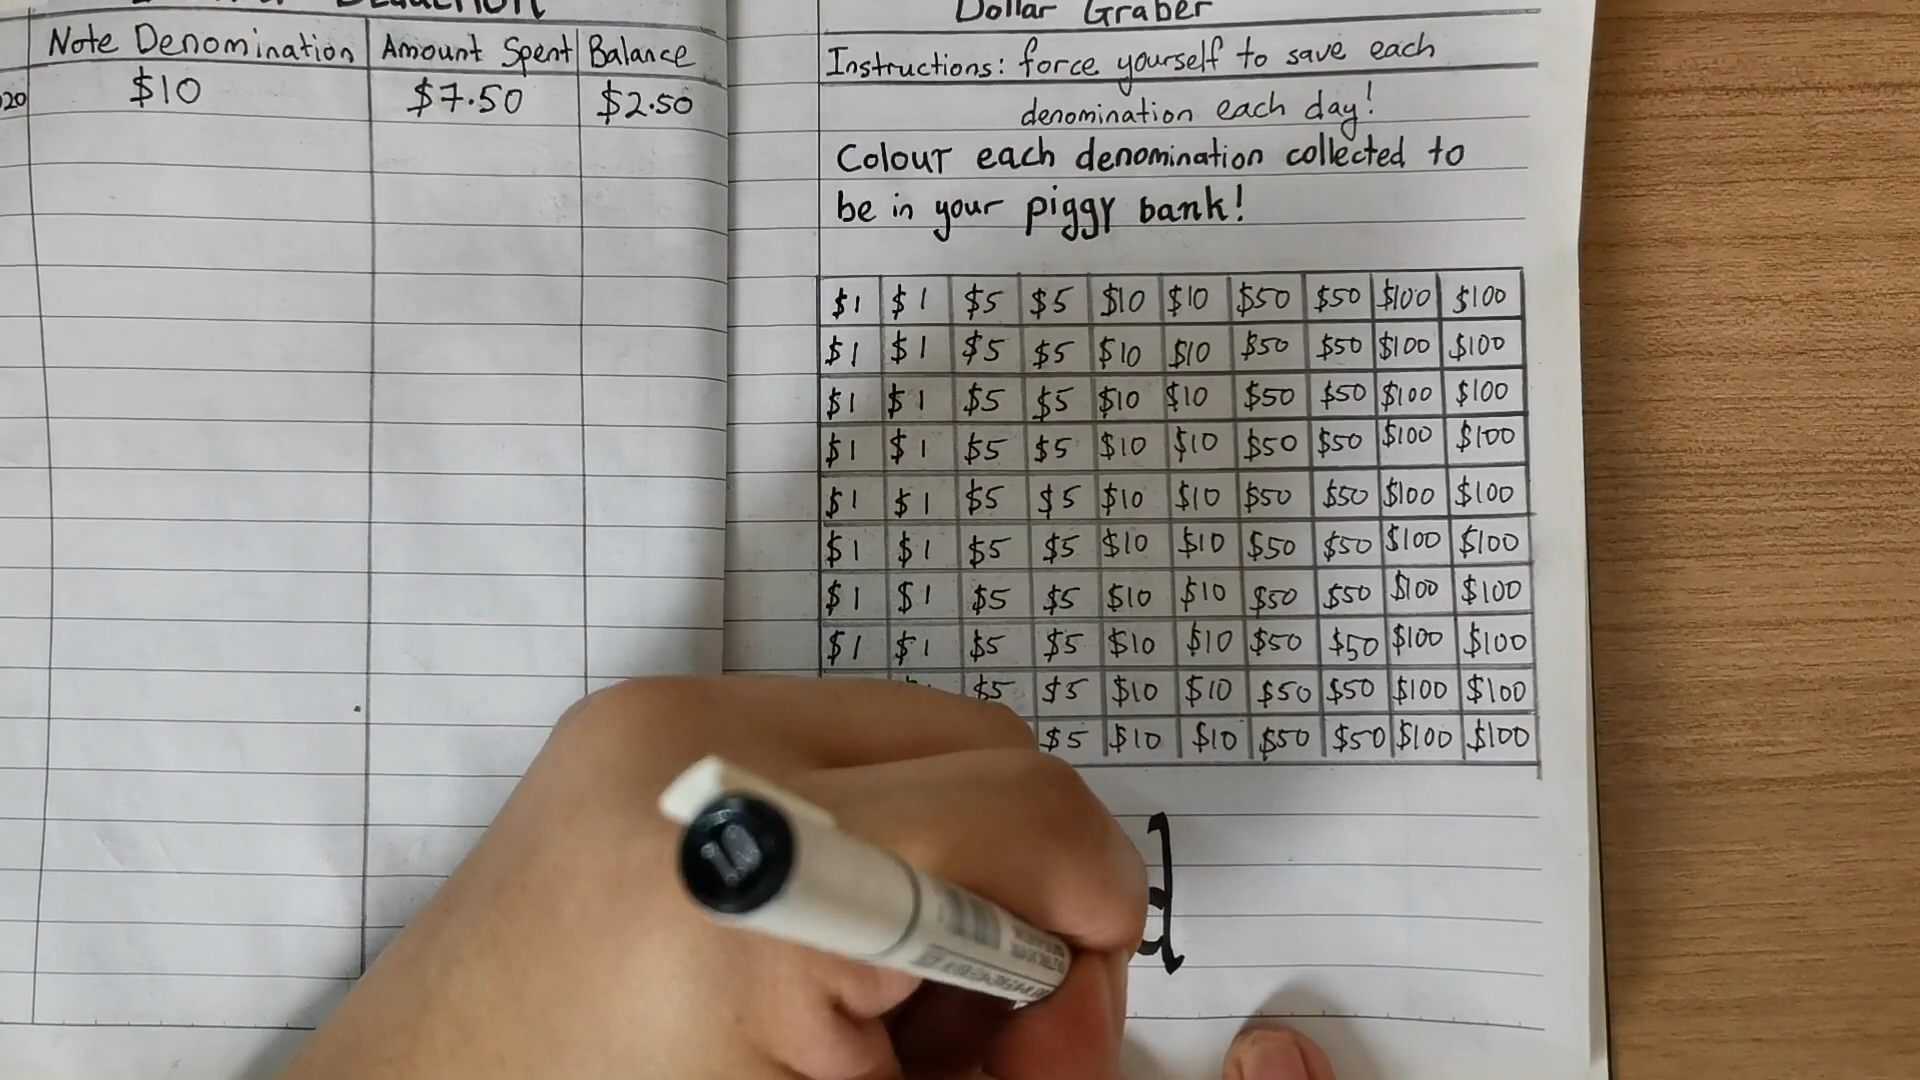 Note Denomination Amount Spent Balance
$10 $7.50 $2.50
Dollar Graber
Instructions: force yourself to save each
denomination each day!
Colour each denomination collected to
be in your piggy bank!
$1 $1 $5 $5 $10 $10 $50 $50 $100 $100
$1 $1 $5 $5 $10 $10 $50 $50 $100 $100
$1 $1 $5 $5 $10 $10 $50 $50 $100 $100
$1 $1 $5 $5 $10 $10 $50 $50 $100 $100
$1 $1 $5 $5 $10 $10 $50 $50 $100 $100
$1 $1 $5 $5 $10 $10 $50 $50 $100 $100
$1 $1 $5 $5 $10 $10 $50 $50 $100 $100
$1 $1 $5 $5 $10 $10 $50 $50 $100 $100
$5 $5 $10 $10 $50 $50 $100 $100
$5 $10 $10 $50 $50 $100 $100
d
10